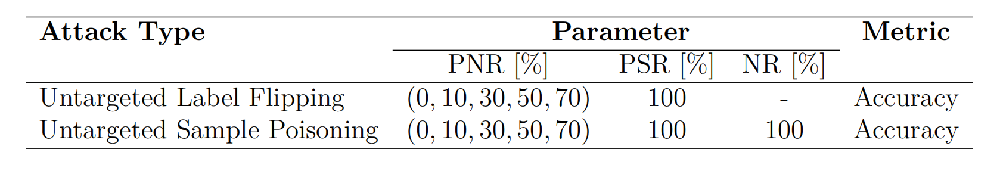 Attack Type Parameter Metric
PNR [%] PSR [%] NR [%]
Untargeted Label Flipping (0, 10, 30, 50, 70) 100 - Accuracy
Untargeted Sample Poisoning (0, 10, 30, 50, 70) 100 100 Accuracy